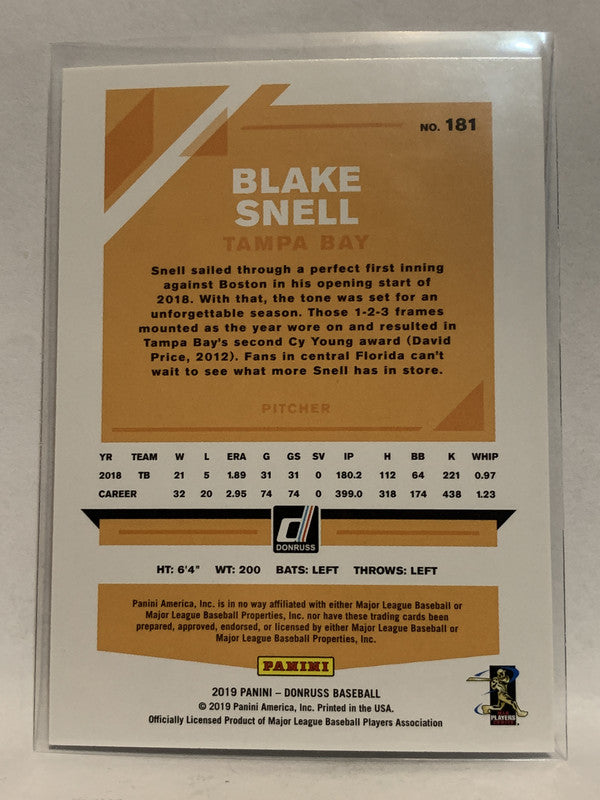 NO. 181
BLAKE
SNELL
TAMPA BAY
Snell sailed through a perfect first inning
against Boston in his opening start of
2018. With that, the tone was set for an
unforgettable season. Those 1-2-3 frames
mounted as the year wore on and resulted in
Tampa Bay's second Cy Young award (David
Price, 2012). Fans in central Florida can't
wait to see what more Snell has in store.
PITCHER
YR TEAM W L ERA G GS SV IP H BB K WHIP
2018 TB 21 5 1.89 31 31 0 180.2 112 64 221 0.97
CAREER 32 20 2.95 74 74 0 399.0 318 174 438 1.23
d
DONRUSS
HT: 6'4" WT: 200 BATS: LEFT THROWS: LEFT
Panini America, Inc. is in no way affiliated with either Major League Baseball or
Major League Baseball Properties, Inc. nor have these trading cards been
prepared, approved, endorsed, or licensed by either Major League Baseball or
Major League Baseball Properties, Inc.
PANINI
2019 PANINI – DONRUSS BASEBALL
© 2019 Panini America, Inc. Printed in the USA.
Officially Licensed Product of Major League Baseball Players Association
PLAYERS